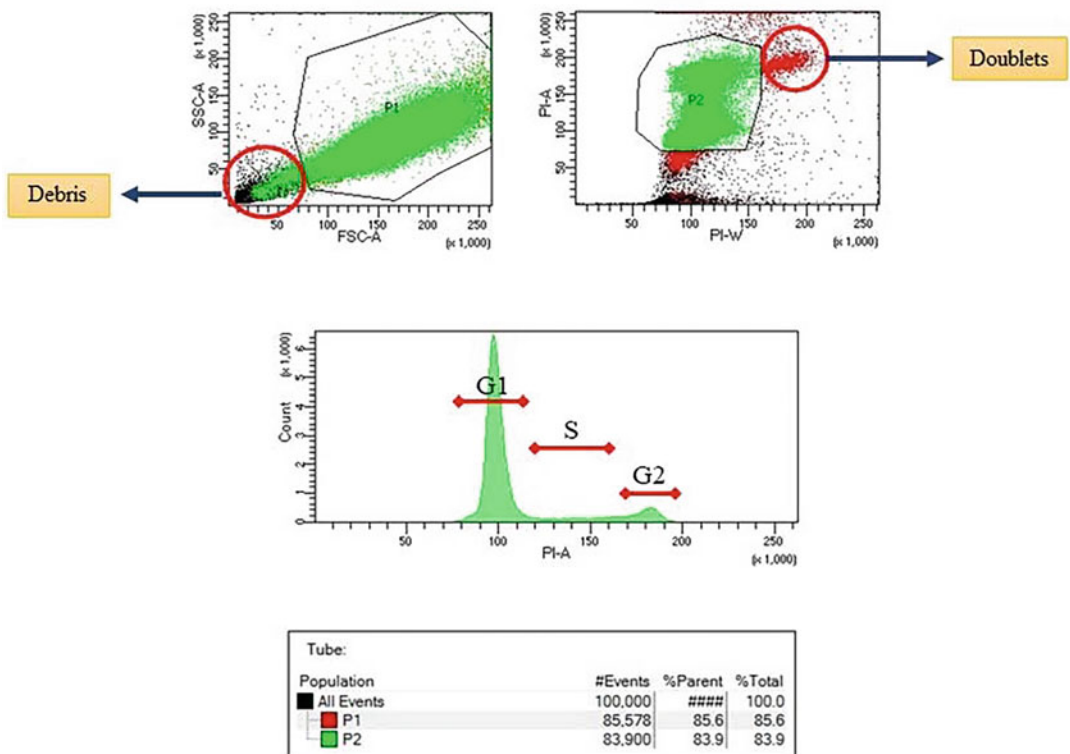 (x 1,000)
250
200
150
100
50
SSC-A
P1
50 100 150 200 250
FSC-A
(x 1,000)
Debris
(x 1,000)
250
200
150
100
50
0
PI-A
P2
50 100 150 200 250
PI-W
(x 1,000)
Doublets
(x 1,000)
6
5
4
3
2
1
0
Count
G1
S
G2
50 100 150 200 250
PI-A
(x 1,000)
Tube:
Population #Events %Parent %Total
All Events 100,000 #### 100.0
P1 85,578 85.6 85.6
P2 83,900 83.9 83.9